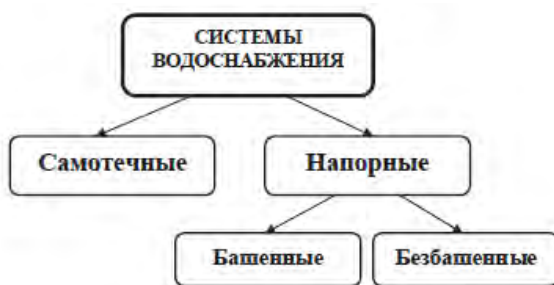 СИСТЕМЫ
ВОДОСНАБЖЕНИЯ
Самотечные
Напорные
Башенные
Безбашенные